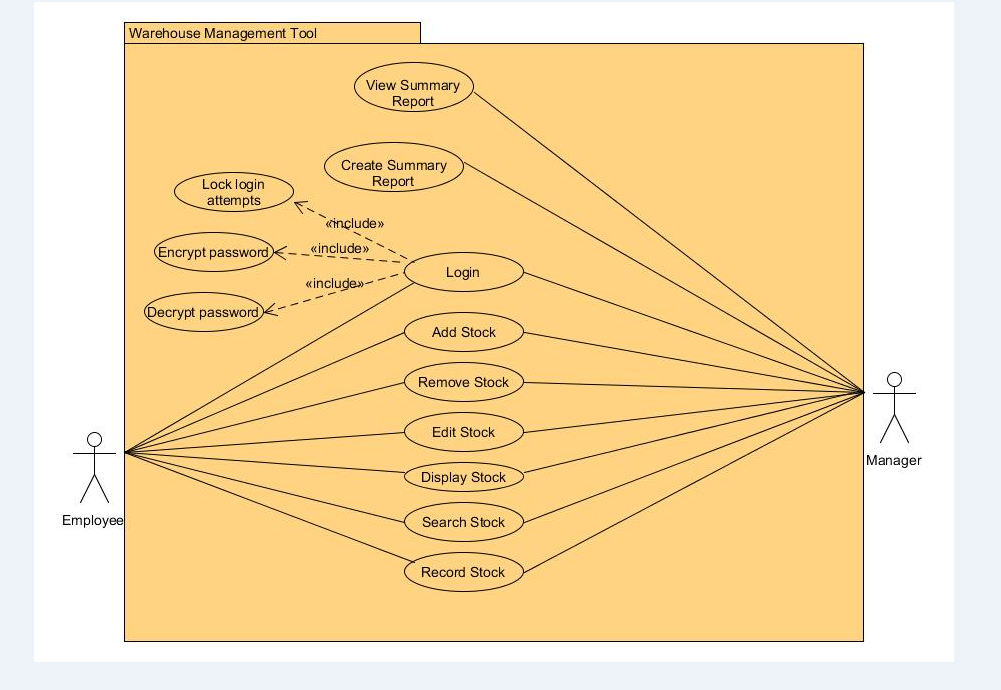 Warehouse Management Tool
View Summary
Report
Create Summary
Report
Lock login
attempts
«include»
Encrypt password
«include»
Login
«include»
Decrypt password
Add Stock
Remove Stock
Edit Stock
Display Stock
Search Stock
Record Stock
Employee
Manager